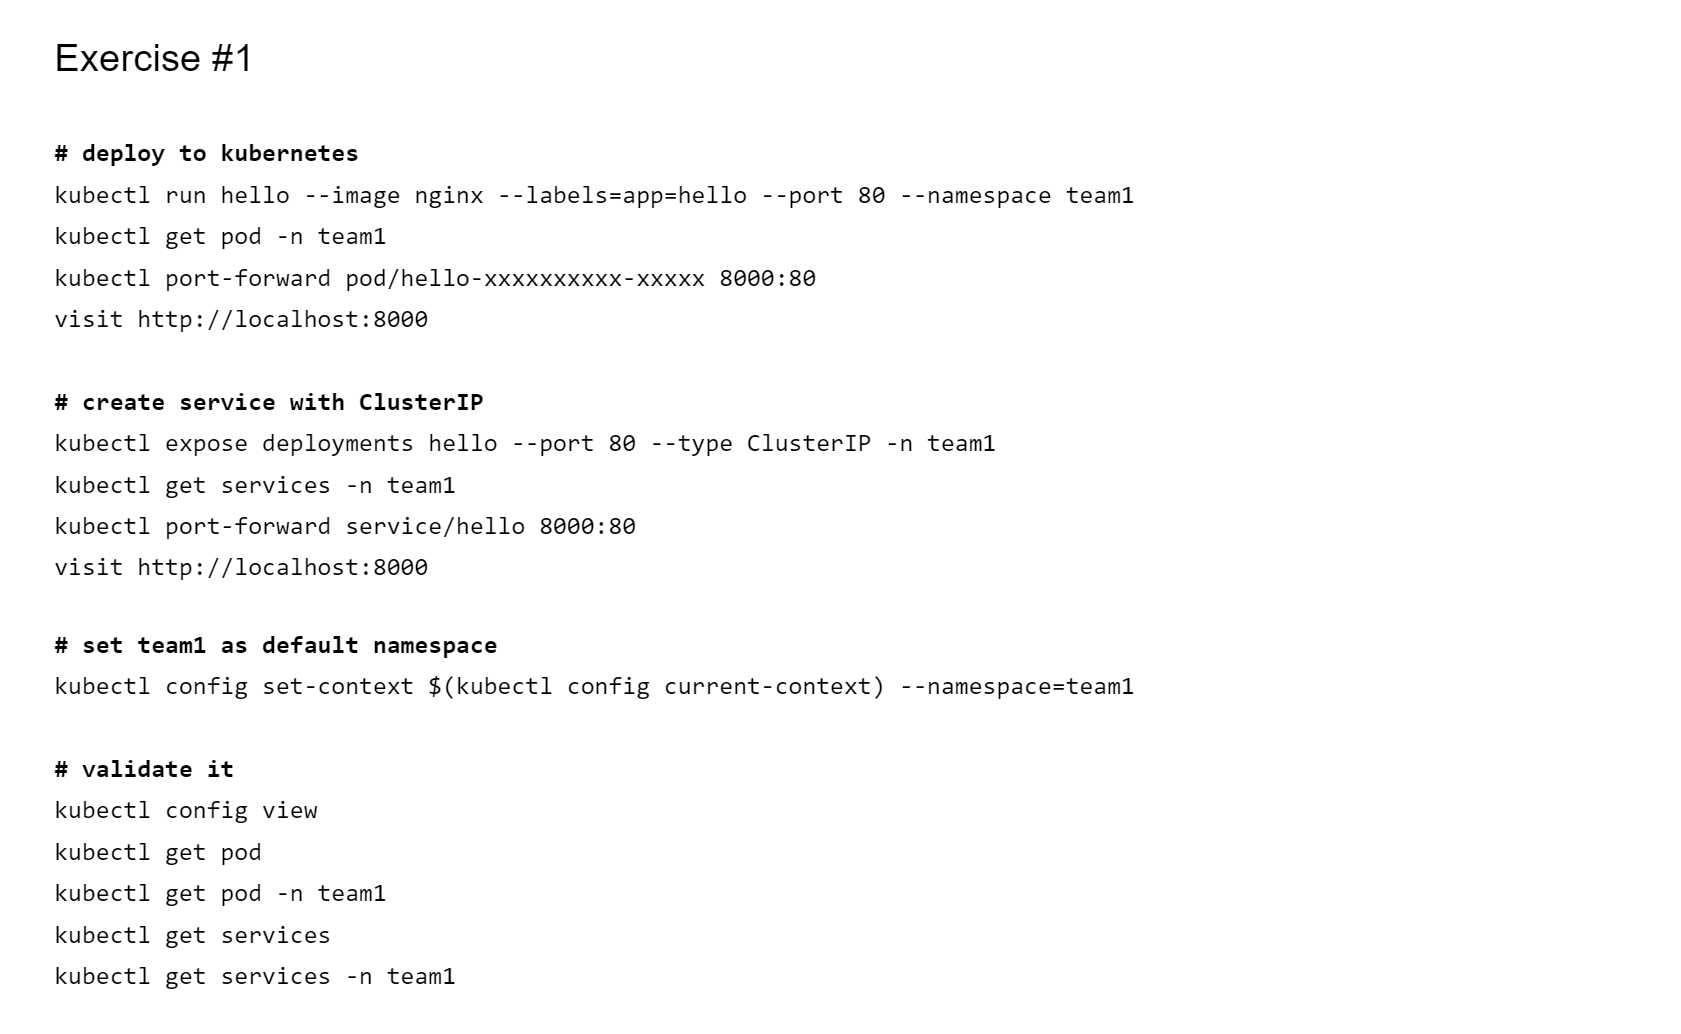 Exercise #1
# deploy to kubernetes
kubectl run hello --image nginx --labels=app=hello --port 80 --namespace team1
kubectl get pod -n team1
kubectl port-forward pod/hello-xxxxxxxxxx-xxxxx 8000:80
visit http://localhost:8000
# create service with ClusterIP
kubectl expose deployments hello --port 80 --type ClusterIP -n team1
kubectl get services -n team1
kubectl port-forward service/hello 8000:80
visit http://localhost:8000
# set team1 as default namespace
kubectl config set-context $(kubectl config current-context) --namespace=team1
# validate it
kubectl config view
kubectl get pod
kubectl get pod -n team1
kubectl get services
kubectl get services -n team1